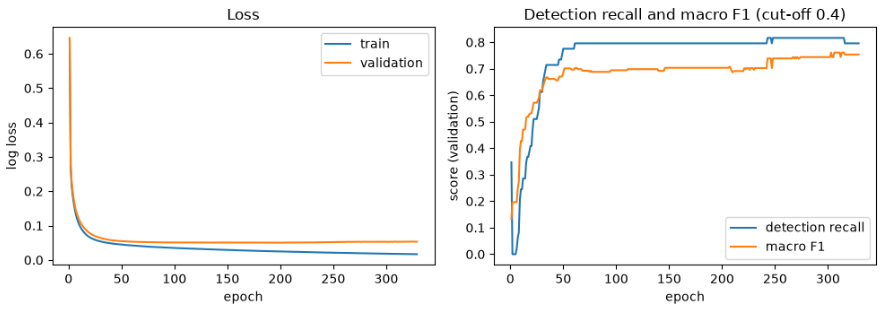 Loss
train
validation
log loss
0.6
0.5
0.4
0.3
0.2
0.1
0.0
0 50 100 150 200 250 300
epoch
Detection recall and macro F1 (cut-off 0.4)
score (validation)
0.8
0.7
0.6
0.5
0.4
0.3
0.2
0.1
0.0
detection recall
macro F1
0 50 100 150 200 250 300
epoch